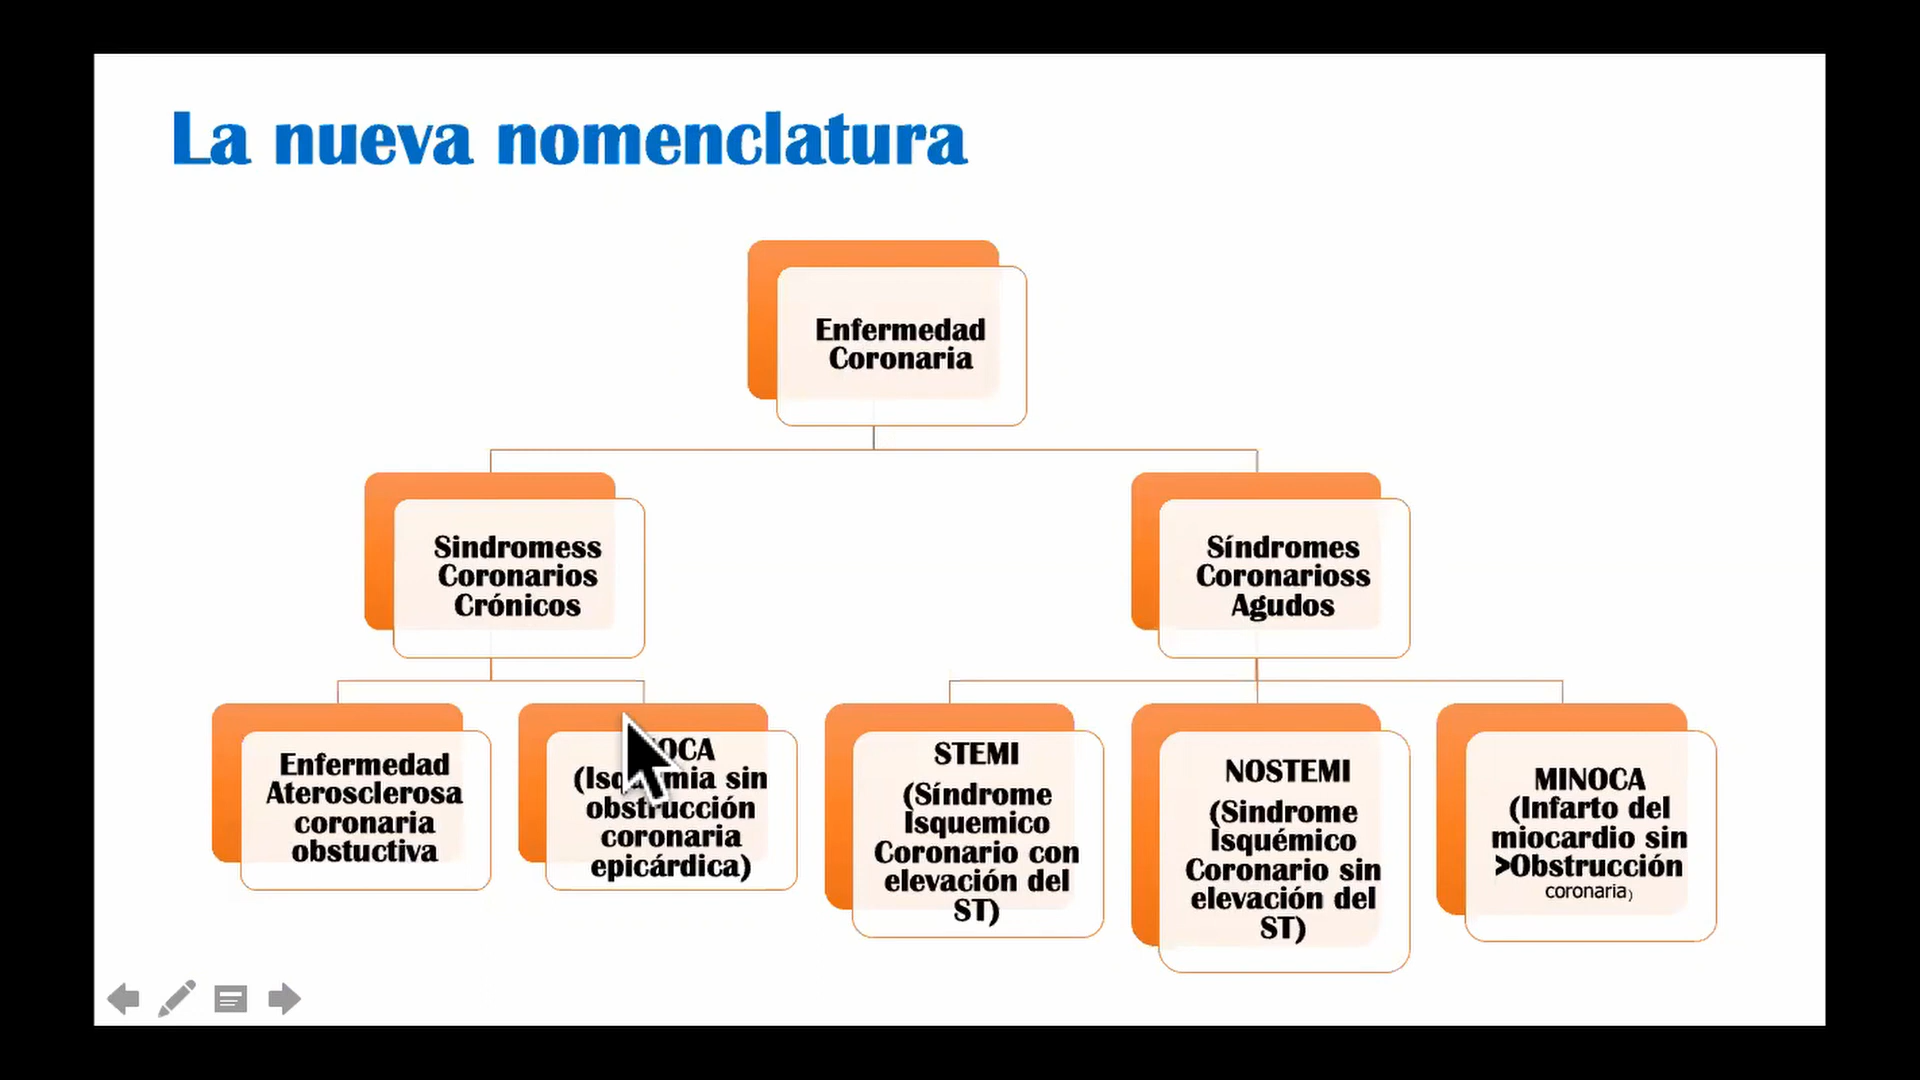 La nueva nomenclatura
Enfermedad
Coronaria
Sindromess
Coronarios
Crónicos
Síndromes
Coronarioss
Agudos
Enfermedad
Aterosclerosa
coronaria
obstuctiva
sin
obstrucción
coronaria
epicárdica)
STEMI
(Síndrome
Isquemico
Coronario con
elevación del
ST)
NOSTEMI
(Sindrome
Isquémico
Coronario sin
elevación del
ST)
MINOCA
(Infarto del
miocardio sin
>Obstrucción
coronaria)